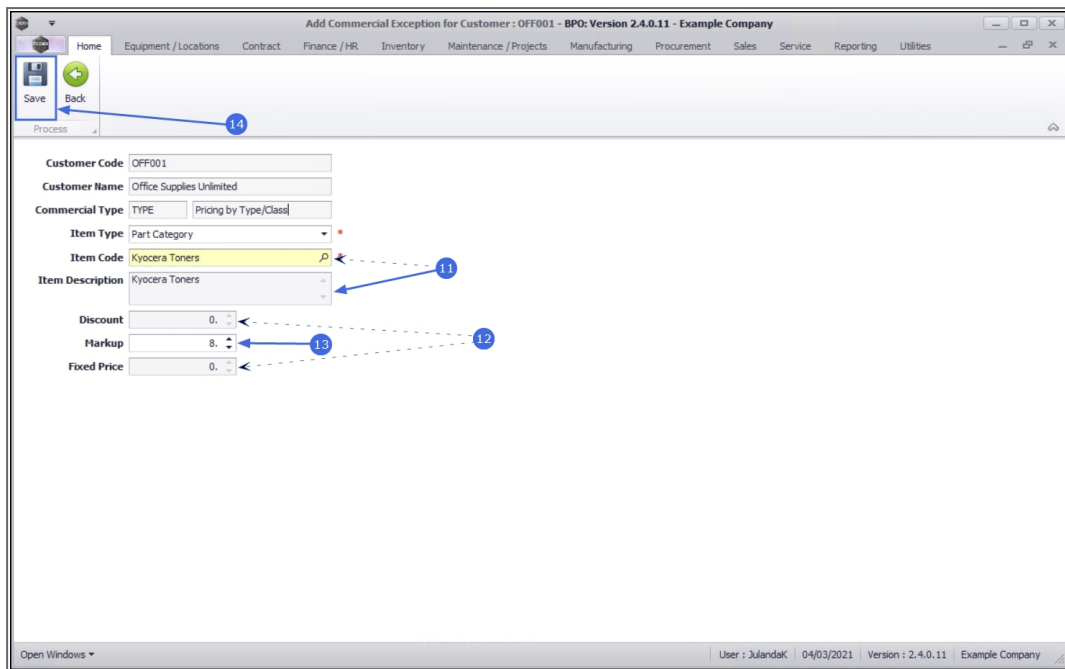 Add Commercial Exception for Customer : OFF001 - BPO: Version 2.4.0.11 - Example Company
Home Equipment / Locations Contract Finance / HR Inventory Maintenance / Projects Manufacturing Procurement Sales Service Reporting Utilities
Save Back
Process
14
Customer Code OFF001
Customer Name Office Supplies Unlimited
Commercial Type TYPE Pricing by Type/Class
Item Type Part Category *
Item Code Kyocera Toners *
11
Item Description Kyocera Toners
Discount 0.
12
Markup 8.
13
Fixed Price 0.
Open Windows User : JulandaK 04/03/2021 Version : 2.4.0.11 Example Company